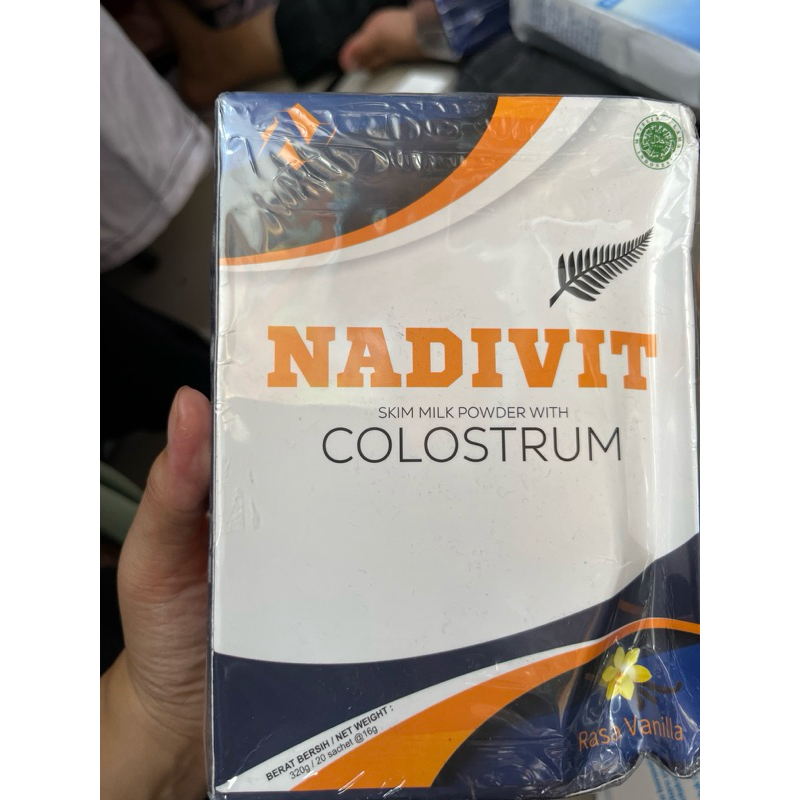 NADIVIT
SKIM MILK POWDER WITH
COLOSTRUM
BERAT BERSIH / NET WEIGHT :
320g / 20 sachet @16g
Rasa Vanilla